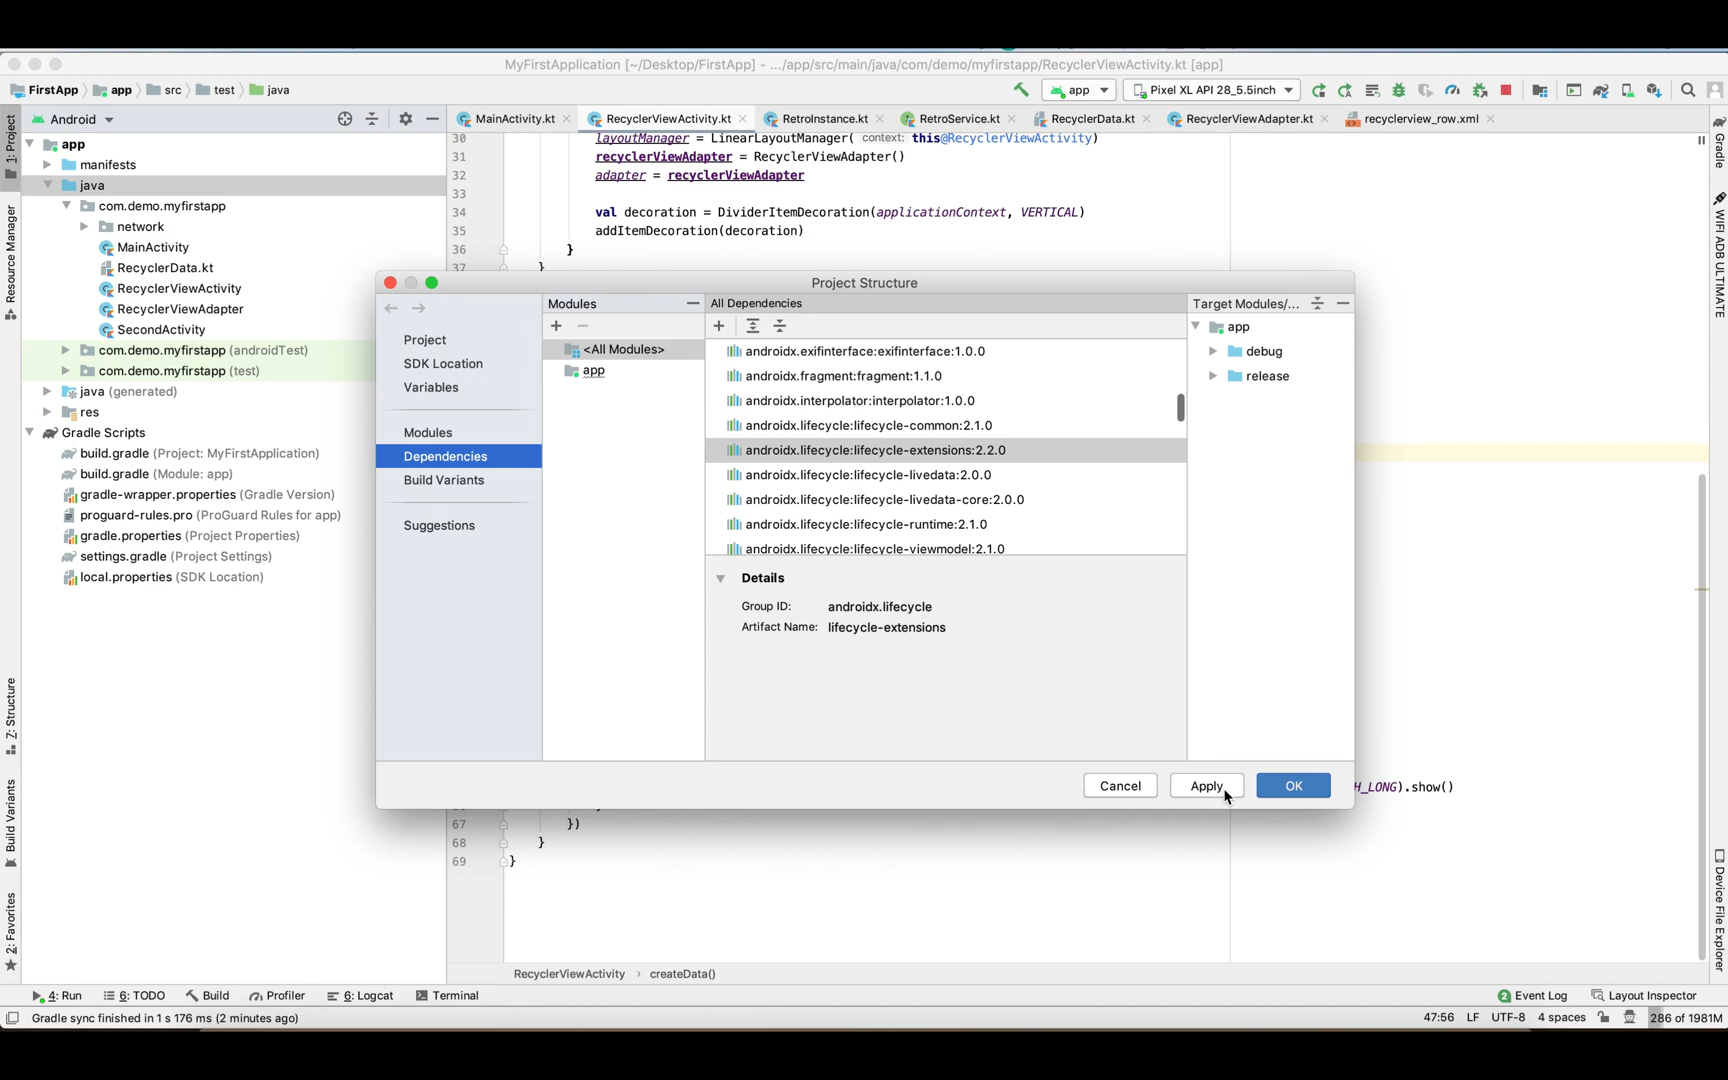 MyFirstApplication [~/Desktop/FirstApp] - .../app/src/main/java/com/demo/myfirstapp/RecyclerViewActivity.kt [app]
FirstApp app src test java
app Pixel XL API 28_5.5inch
Android
MainActivity.kt RecyclerViewActivity.kt RetroInstance.kt RetroService.kt RecyclerData.kt RecyclerViewAdapter.kt recyclerview_row.xml
1: Project
Resource Manager
Z: Structure
Build Variants
2: Favorites
app
manifests
java
com.demo.myfirstapp
network
MainActivity
RecyclerData.kt
RecyclerViewActivity
RecyclerViewAdapter
SecondActivity
com.demo.myfirstapp (androidTest)
com.demo.myfirstapp (test)
java (generated)
res
Gradle Scripts
build.gradle (Project: MyFirstApplication)
build.gradle (Module: app)
gradle-wrapper.properties (Gradle Version)
proguard-rules.pro (ProGuard Rules for app)
gradle.properties (Project Properties)
settings.gradle (Project Settings)
local.properties (SDK Location)
30 layoutManager = LinearLayoutManager( context: this@RecyclerViewActivity)
31 recyclerViewAdapter = RecyclerViewAdapter()
32 adapter = recyclerViewAdapter
33
34 val decoration = DividerItemDecoration(applicationContext, VERTICAL)
35 addItemDecoration(decoration)
36 }
37 }
Project Structure
Project
SDK Location
Variables
Modules
Dependencies
Build Variants
Suggestions
Modules
<All Modules>
app
All Dependencies
androidx.exifinterface:exifinterface:1.0.0
androidx.fragment:fragment:1.1.0
androidx.interpolator:interpolator:1.0.0
androidx.lifecycle:lifecycle-common:2.1.0
androidx.lifecycle:lifecycle-extensions:2.2.0
androidx.lifecycle:lifecycle-livedata:2.0.0
androidx.lifecycle:lifecycle-livedata-core:2.0.0
androidx.lifecycle:lifecycle-runtime:2.1.0
androidx.lifecycle:lifecycle-viewmodel:2.1.0
Details
Group ID: androidx.lifecycle
Artifact Name: lifecycle-extensions
Target Modules/...
app
debug
release
Cancel Apply OK
H_LONG).show()
67 })
68 }
69 }
Gradle
WIFI ADB ULTIMATE
Device File Explorer
RecyclerViewActivity › createData()
4: Run 6: TODO Build Profiler 6: Logcat Terminal
2 Event Log Layout Inspector
Gradle sync finished in 1 s 176 ms (2 minutes ago)
47:56 LF UTF-8 4 spaces 286 of 1981M